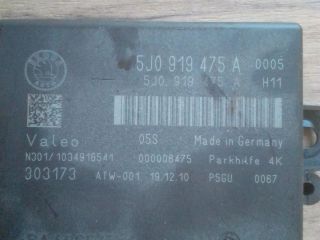 5J0 919 475 A 0005
5J0 919 475 A H11
Valeo 05S Made in Germany
N301/1034916541 000008475 Parkhilfe 4K
303173 ATW-001 19.12.10 PSGU 0067